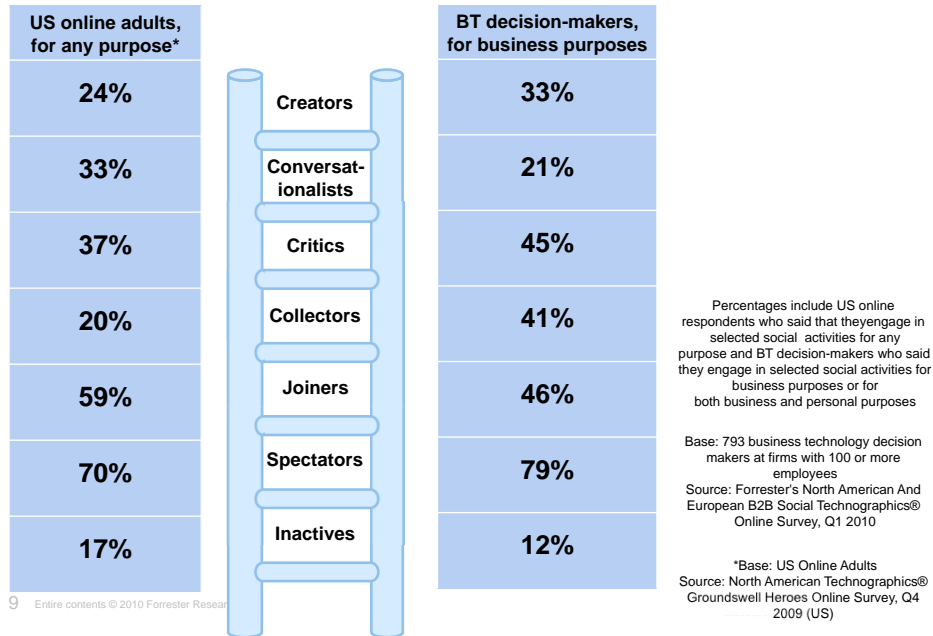 US online adults,
for any purpose*
24%
33%
37%
20%
59%
70%
17%
Creators
Conversat-
ionalists
Critics
Collectors
Joiners
Spectators
Inactives
BT decision-makers,
for business purposes
33%
21%
45%
41%
46%
79%
12%
Percentages include US online
respondents who said that theyengage in
selected social activities for any
purpose and BT decision-makers who said
they engage in selected social activities for
business purposes or for
both business and personal purposes
Base: 793 business technology decision
makers at firms with 100 or more
employees
Source: Forrester's North American And
European B2B Social Technographics®
Online Survey, Q1 2010
*Base: US Online Adults
Source: North American Technographics®
Groundswell Heroes Online Survey, Q4
2009 (US)
9 Entire contents © 2010 Forrester Resear